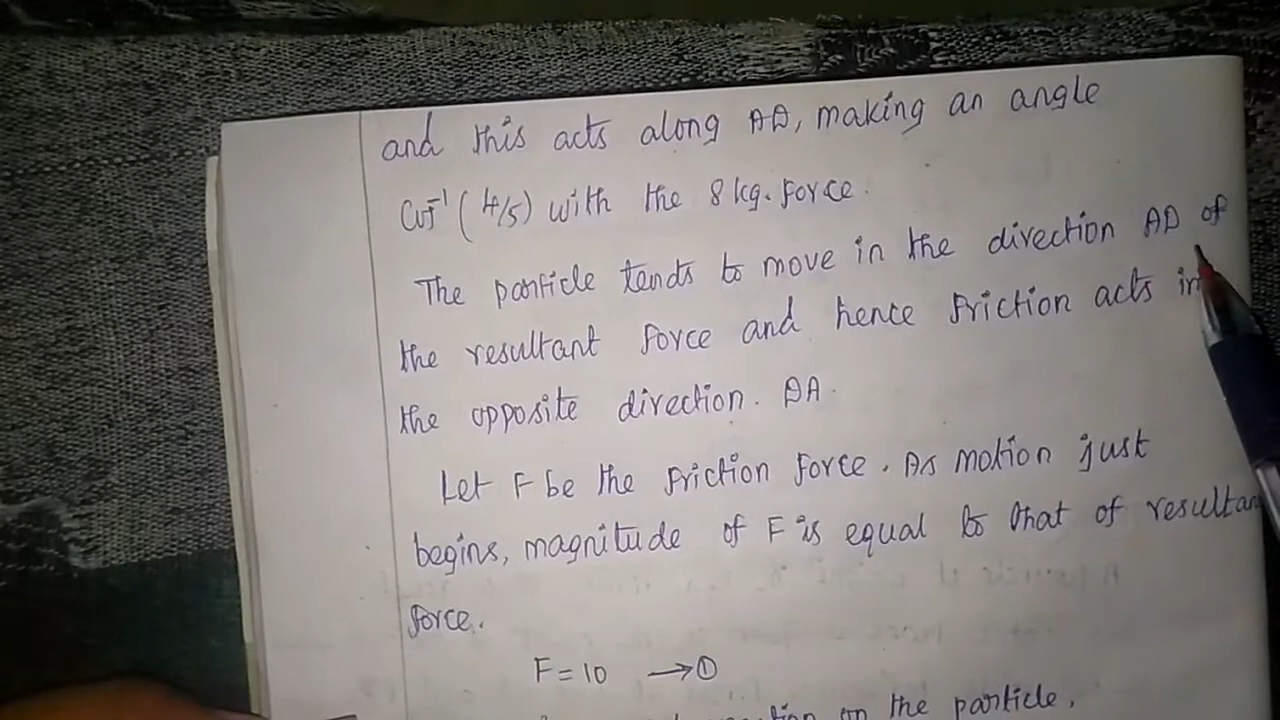 and this acts along AD, making an angle
Cos⁻¹ (4/5) with the 8 kg. force.
The particle tends to move in the direction AD of
the resultant force and hence friction acts in
the opposite direction. DA.
Let F be the friction force. As motion just
begins, magnitude of F is equal to that of resultan
force.
F = 10 → ①
on the particle,